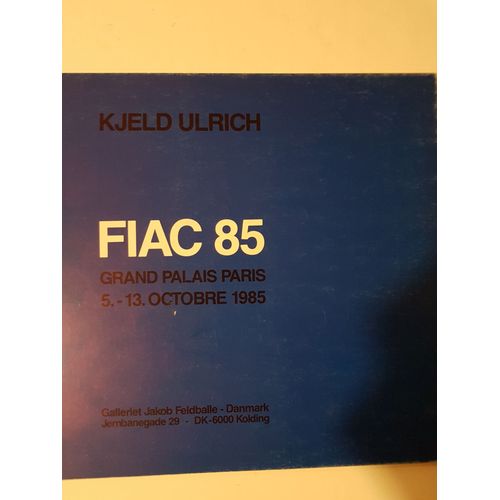 KJELD ULRICH
FIAC 85
GRAND PALAIS PARIS
5.-13. OCTOBRE 1985
Galleriet Jakob Feldballe - Danmark
Jernbanegade 29 - DK-6000 Kolding